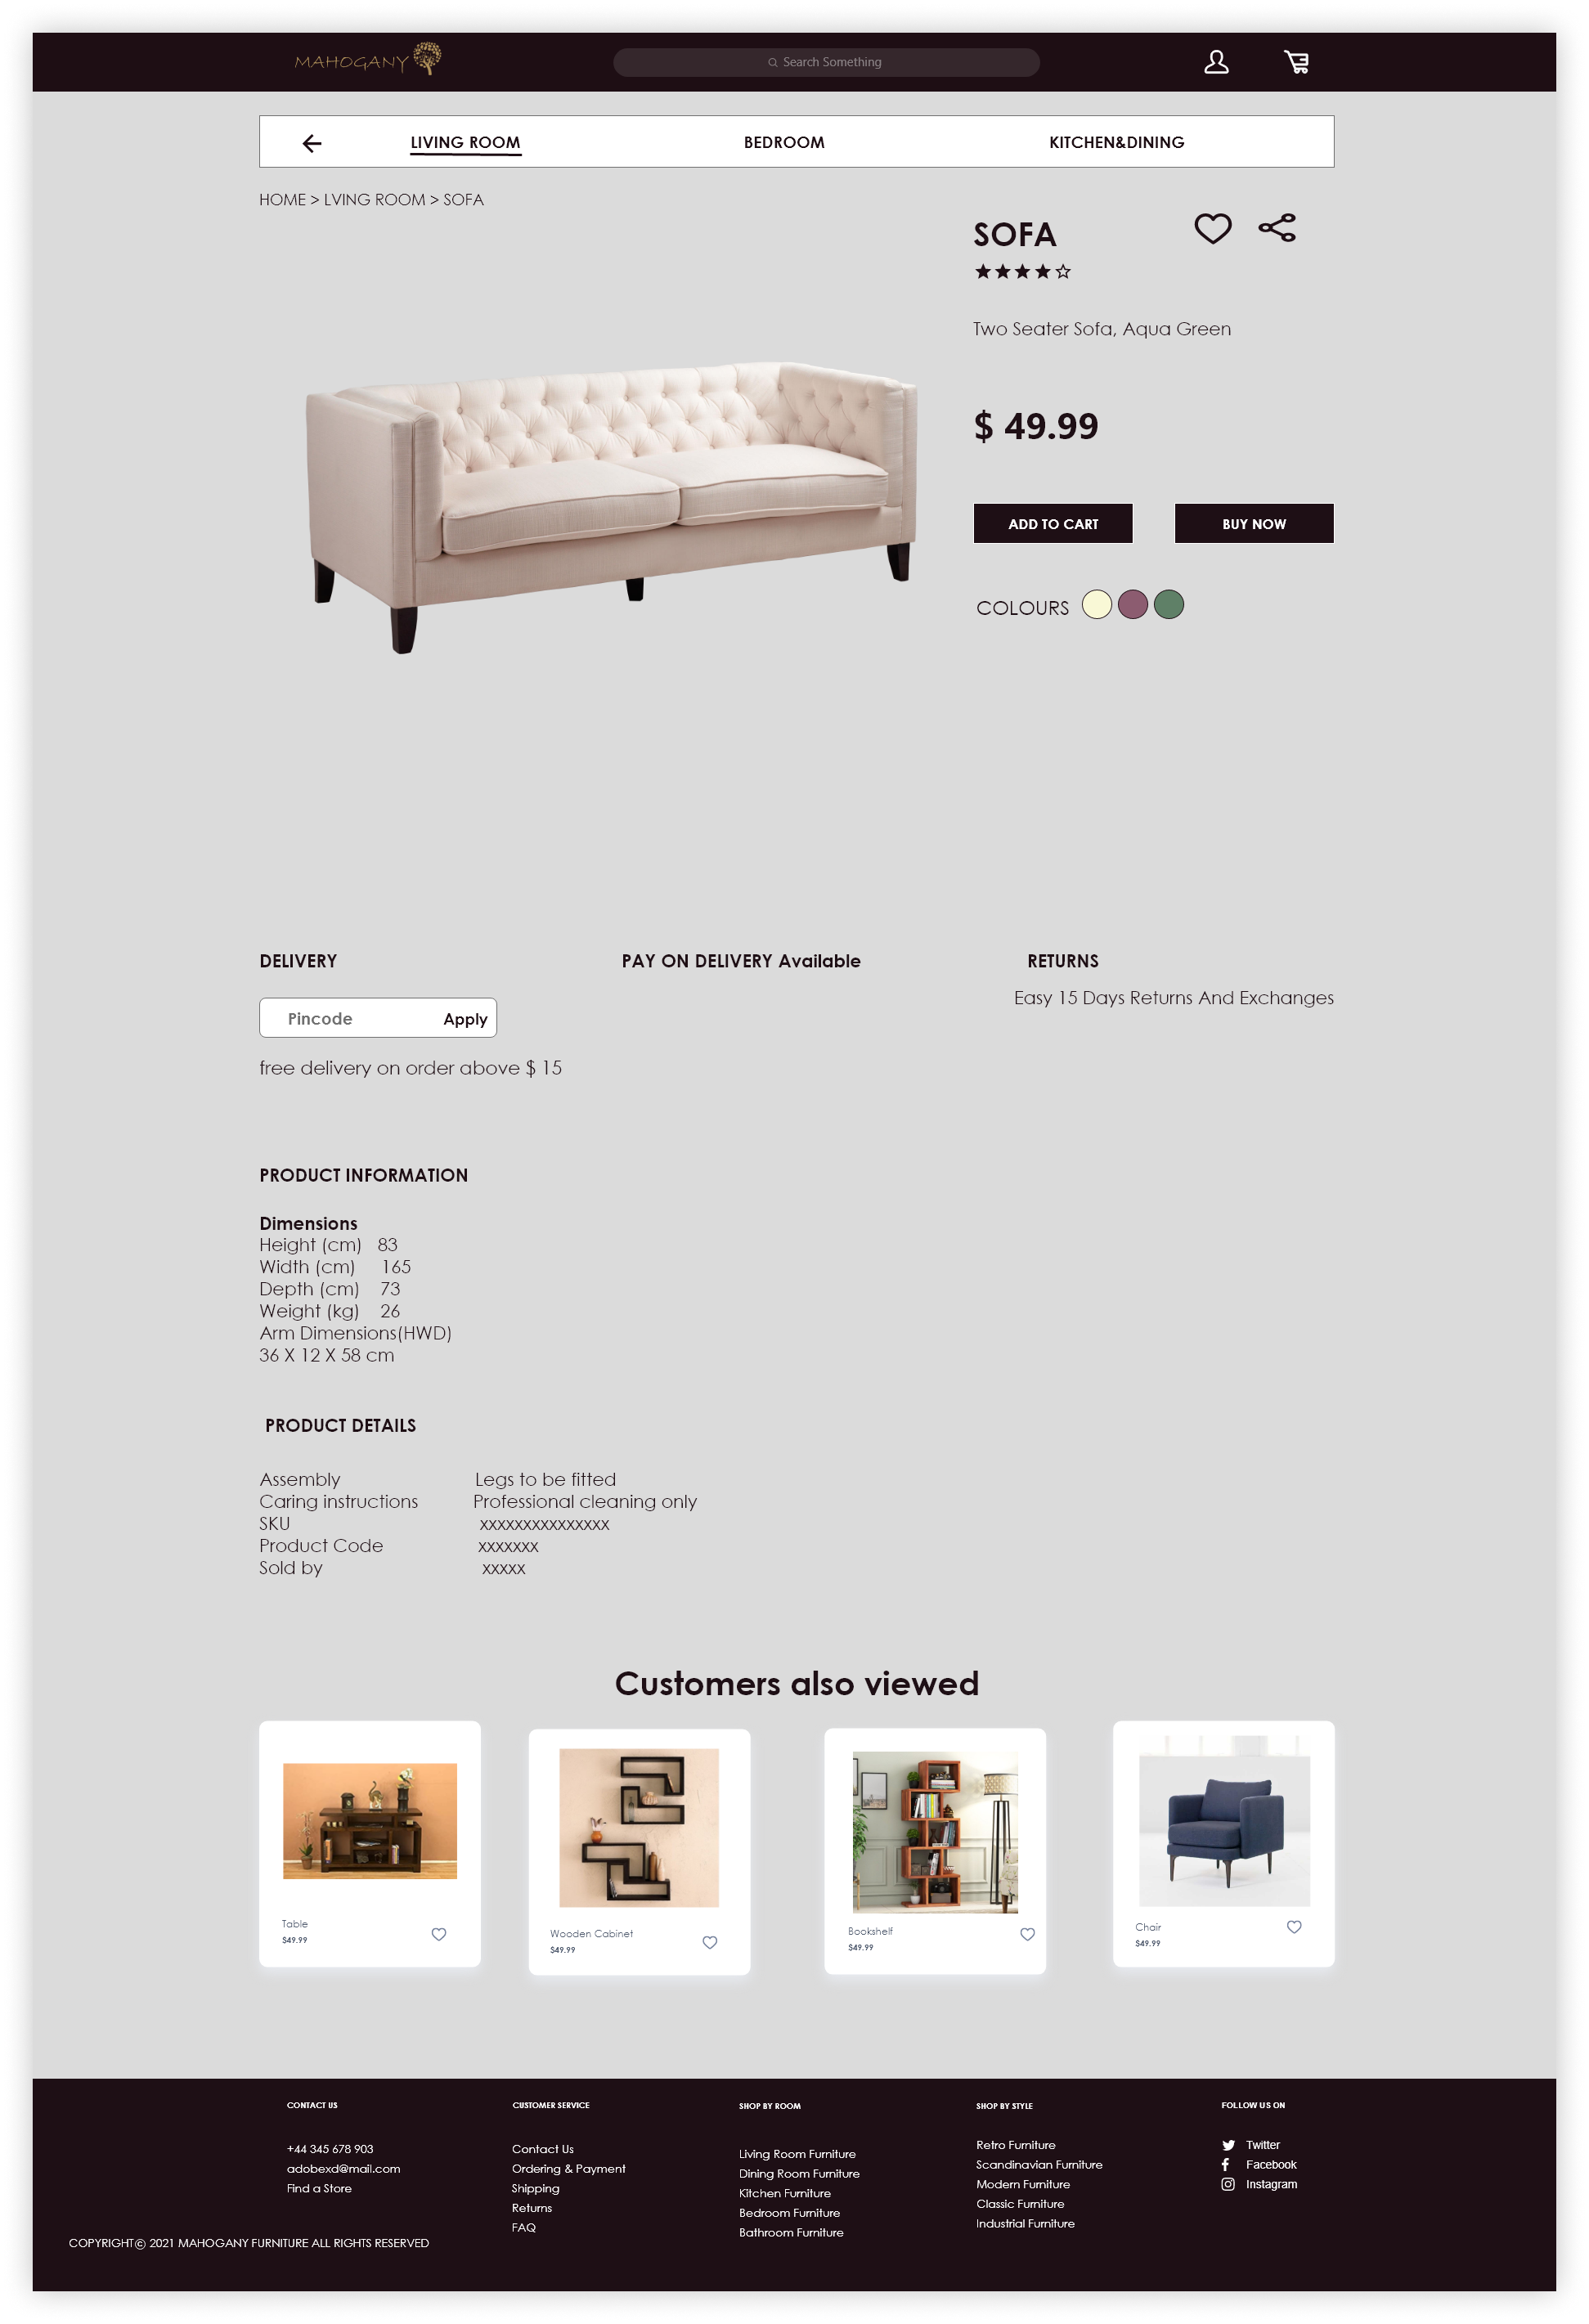 MAHOGANY
Search Something
LIVING ROOM
BEDROOM
KITCHEN&DINING
HOME > LVING ROOM > SOFA
SOFA
Two Seater Sofa, Aqua Green
$ 49.99
ADD TO CART
BUY NOW
COLOURS
DELIVERY
PAY ON DELIVERY Available
RETURNS
Easy 15 Days Returns And Exchanges
Pincode
Apply
free delivery on order above $ 15
PRODUCT INFORMATION
Dimensions
Height (cm) 83
Width (cm) 165
Depth (cm) 73
Weight (kg) 26
Arm Dimensions(HWD)
36 X 12 X 58 cm
PRODUCT DETAILS
Assembly Legs to be fitted
Caring instructions Professional cleaning only
SKU xxxxxxxxxxxxxxx
Product Code xxxxxxx
Sold by xxxxx
Customers also viewed
Table
$49.99
Wooden Cabinet
$49.99
Bookshelf
$49.99
Chair
$49.99
CONTACT US
+44 345 678 903
adobexd@mail.com
Find a Store
CUSTOMER SERVICE
Contact Us
Ordering & Payment
Shipping
Returns
FAQ
SHOP BY ROOM
Living Room Furniture
Dining Room Furniture
Kitchen Furniture
Bedroom Furniture
Bathroom Furniture
SHOP BY STYLE
Retro Furniture
Scandinavian Furniture
Modern Furniture
Classic Furniture
Industrial Furniture
FOLLOW US ON
Twitter
Facebook
Instagram
COPYRIGHT© 2021 MAHOGANY FURNITURE ALL RIGHTS RESERVED